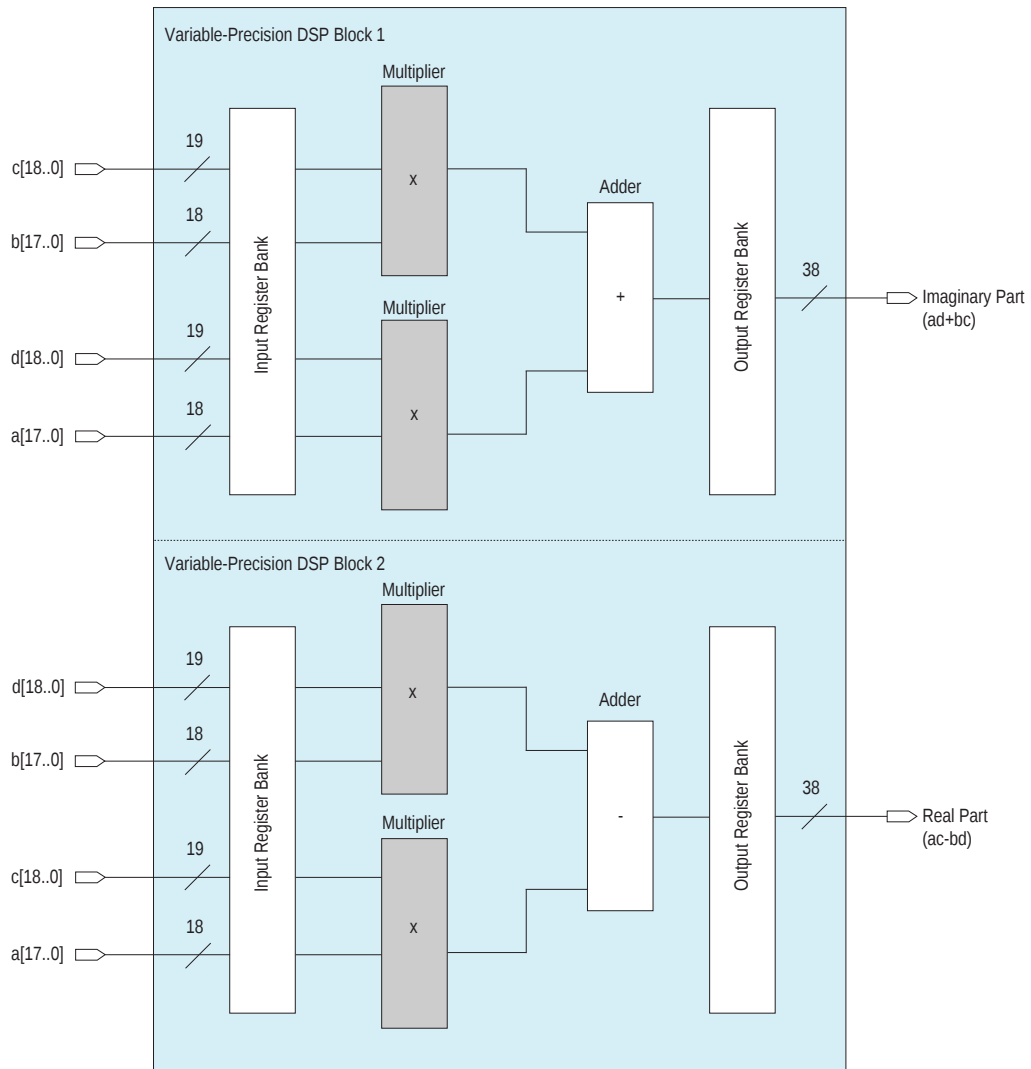 Variable-Precision DSP Block 1
Multiplier
19
c[18..0]
x
Adder
18
b[17..0]
Input Register Bank
Output Register Bank
38
+
Imaginary Part
(ad+bc)
Multiplier
19
d[18..0]
18
x
a[17..0]
Variable-Precision DSP Block 2
Multiplier
19
d[18..0]
x
Adder
18
b[17..0]
Input Register Bank
Output Register Bank
38
-
Real Part
(ac-bd)
Multiplier
19
c[18..0]
18
x
a[17..0]